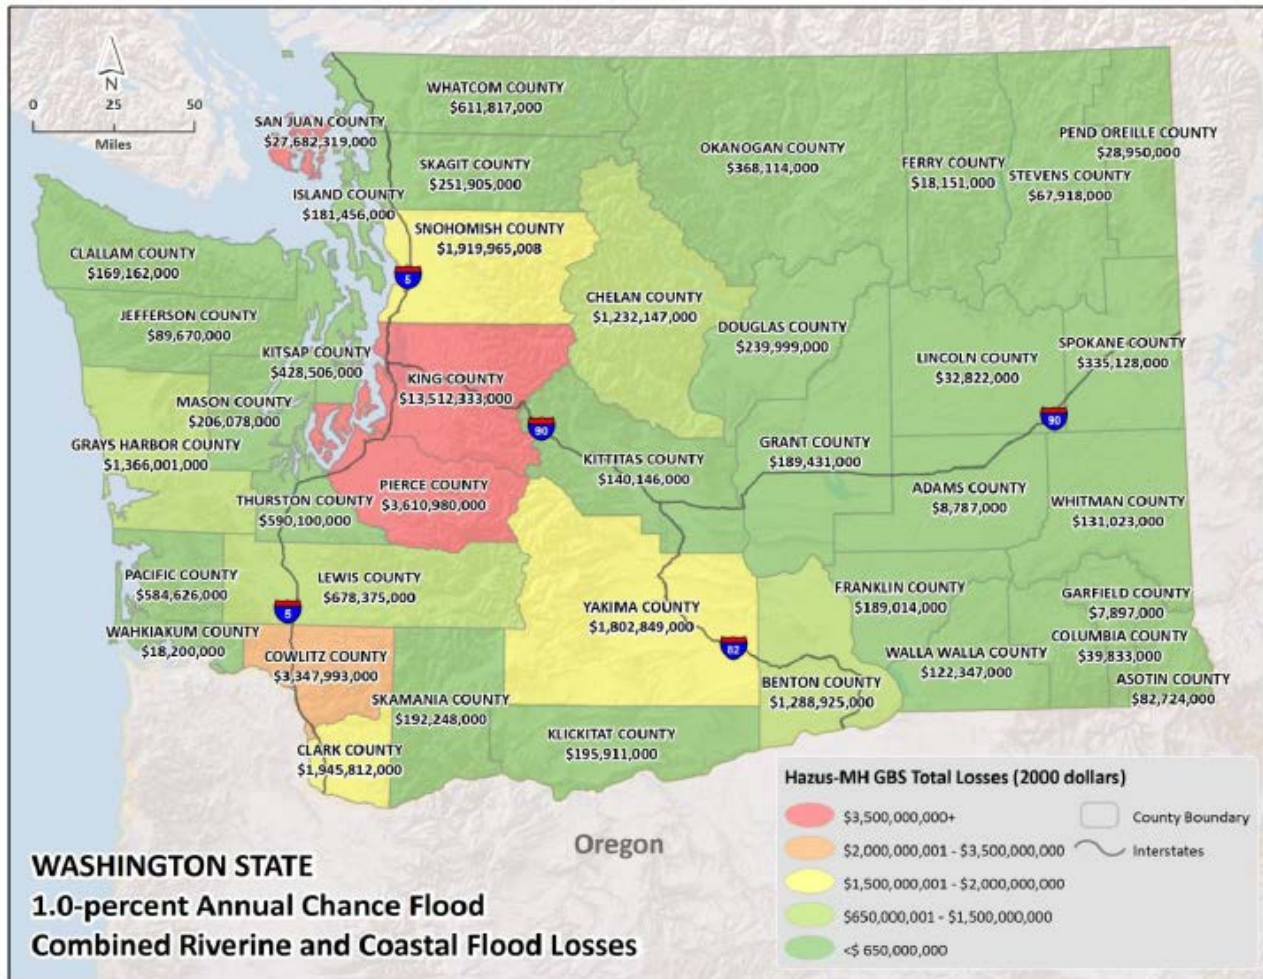 N
0 25 50
Miles
WHATCOM COUNTY
$611,817,000
SAN JUAN COUNTY
$27,682,319,000
SKAGIT COUNTY
$251,905,000
ISLAND COUNTY
$181,456,000
OKANOGAN COUNTY
$368,114,000
FERRY COUNTY
$18,151,000
PEND OREILLE COUNTY
$28,950,000
STEVENS COUNTY
$67,918,000
SNOHOMISH COUNTY
$1,919,965,008
CLALLAM COUNTY
$169,162,000
5
CHELAN COUNTY
$1,232,147,000
JEFFERSON COUNTY
$89,670,000
DOUGLAS COUNTY
$239,999,000
KITSAP COUNTY
$428,506,000
KING COUNTY
$13,512,333,000
LINCOLN COUNTY
$32,822,000
SPOKANE COUNTY
$335,128,000
MASON COUNTY
$206,078,000
90
90
GRAYS HARBOR COUNTY
$1,366,001,000
KITTITAS COUNTY
$140,146,000
GRANT COUNTY
$189,431,000
THURSTON COUNTY
$590,100,000
PIERCE COUNTY
$3,610,980,000
ADAMS COUNTY
$8,787,000
WHITMAN COUNTY
$131,023,000
PACIFIC COUNTY
$584,626,000
LEWIS COUNTY
$678,375,000
5
YAKIMA COUNTY
$1,802,849,000
82
FRANKLIN COUNTY
$189,014,000
GARFIELD COUNTY
$7,897,000
WAHKIAKUM COUNTY
$18,200,000
COWLITZ COUNTY
$3,347,993,000
WALLA WALLA COUNTY
$122,347,000
COLUMBIA COUNTY
$39,833,000
ASOTIN COUNTY
$82,724,000
SKAMANIA COUNTY
$192,248,000
BENTON COUNTY
$1,288,925,000
KLICKITAT COUNTY
$195,911,000
CLARK COUNTY
$1,945,812,000
Oregon
Hazus-MH GBS Total Losses (2000 dollars)
$3,500,000,000+
County Boundary
$2,000,000,001 - $3,500,000,000
Interstates
$1,500,000,001 - $2,000,000,000
$650,000,001 - $1,500,000,000
<$ 650,000,000
WASHINGTON STATE
1.0-percent Annual Chance Flood
Combined Riverine and Coastal Flood Losses